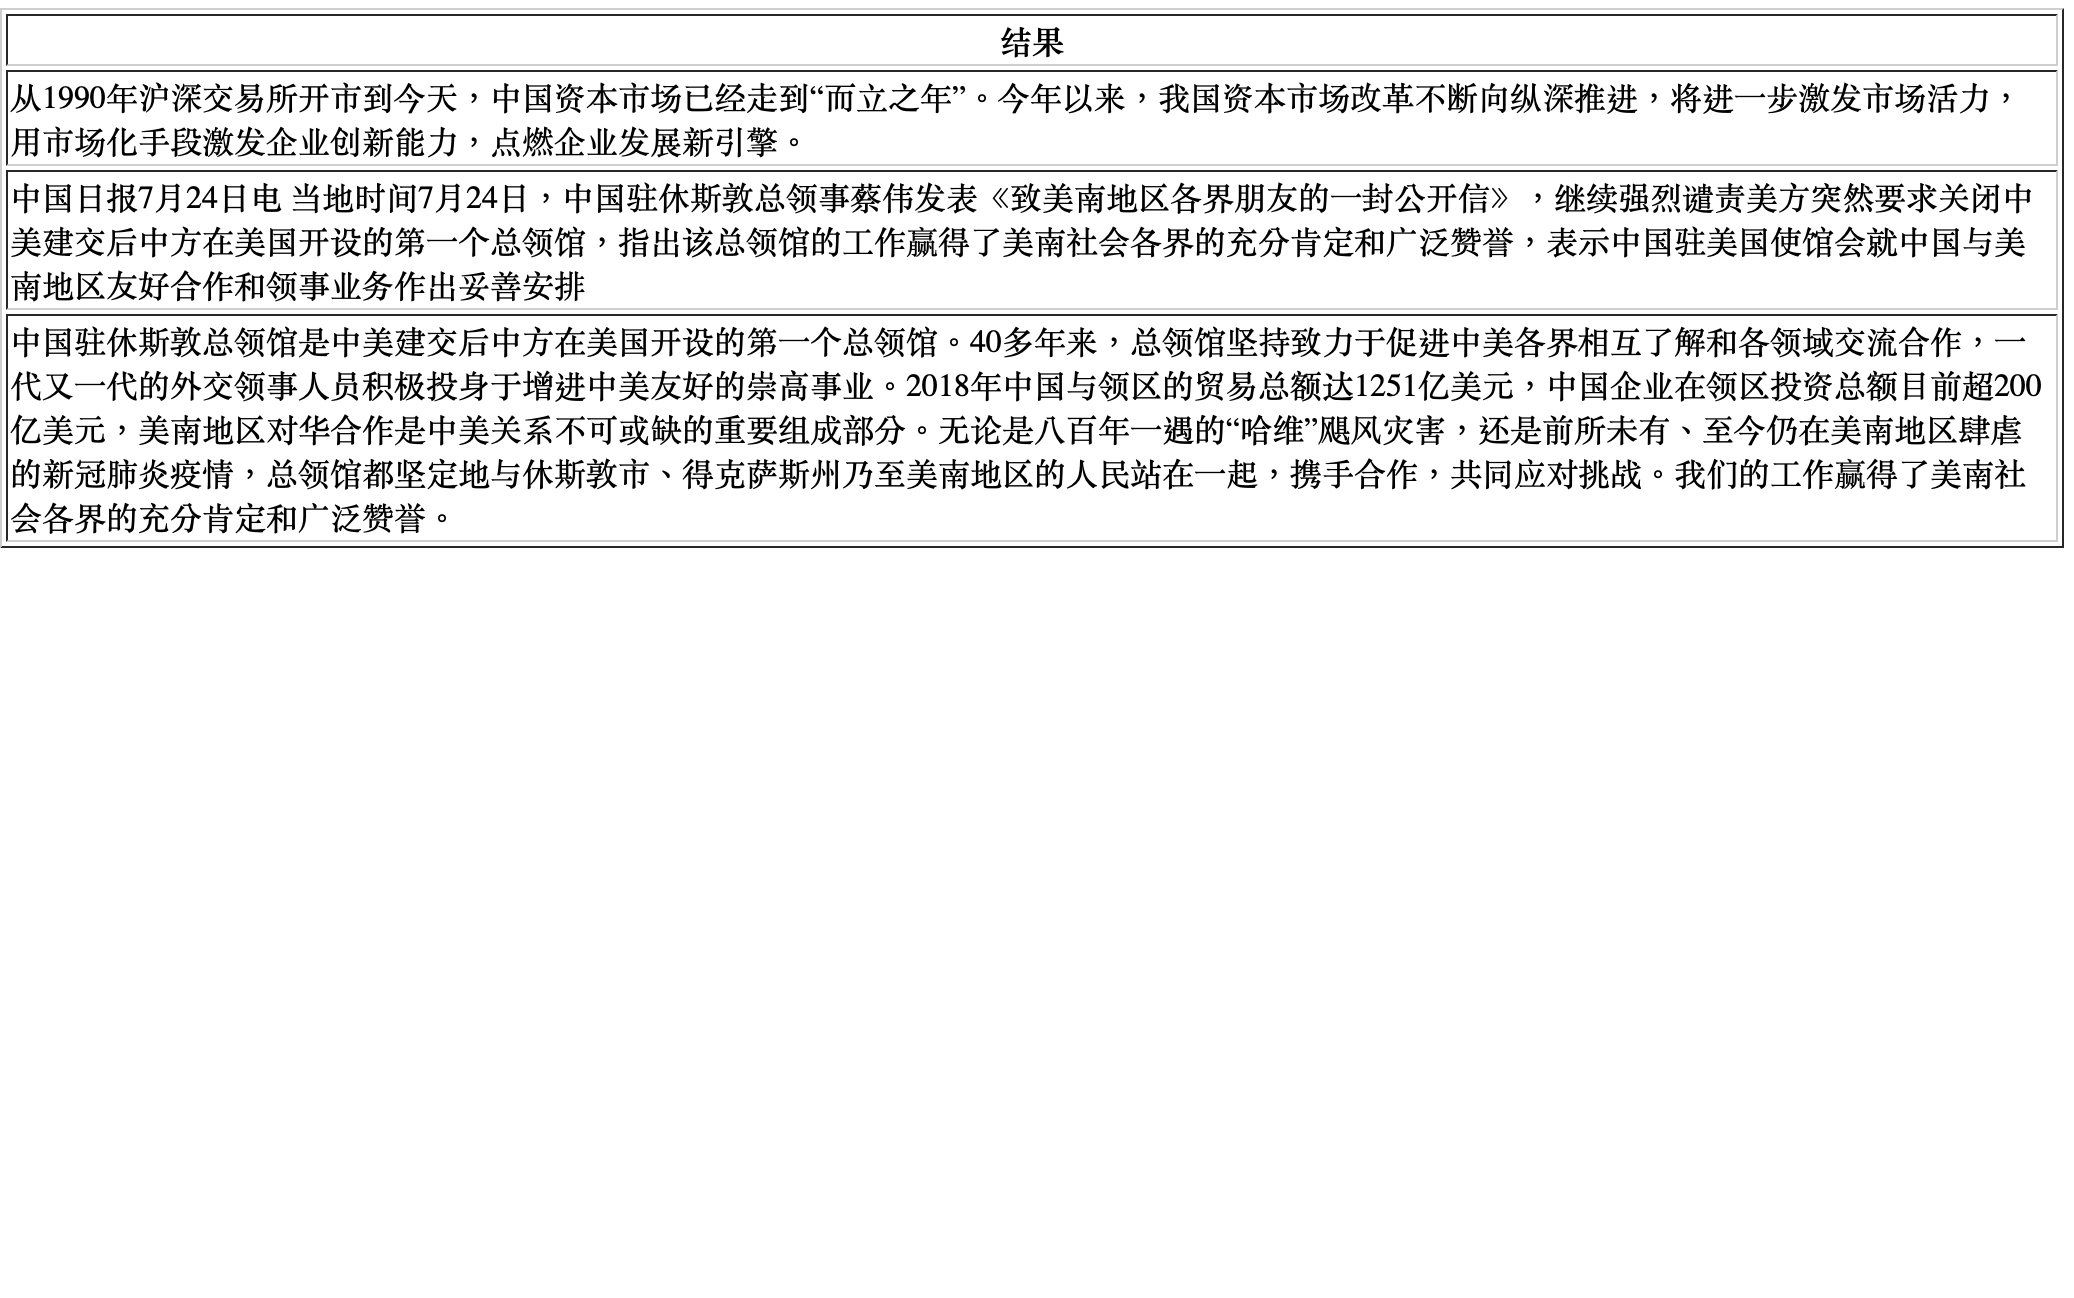 结果
从1990年沪深交易所开市到今天，中国资本市场已经走到“而立之年”。今年以来，我国资本市场改革不断向纵深推进，将进一步激发市场活力，
用市场化手段激发企业创新能力，点燃企业发展新引擎。
中国日报7月24日电 当地时间7月24日，中国驻休斯敦总领事蔡伟发表《致美南地区各界朋友的一封公开信》，继续强烈谴责美方突然要求关闭中
美建交后中方在美国开设的第一个总领馆，指出该总领馆的工作赢得了美南社会各界的充分肯定和广泛赞誉，表示中国驻美国使馆会就中国与美
南地区友好合作和领事业务作出妥善安排
中国驻休斯敦总领馆是中美建交后中方在美国开设的第一个总领馆。40多年来，总领馆坚持致力于促进中美各界相互了解和各领域交流合作，一
代又一代的外交领事人员积极投身于增进中美友好的崇高事业。2018年中国与领区的贸易总额达1251亿美元，中国企业在领区投资总额目前超200
亿美元，美南地区对华合作是中美关系不可或缺的重要组成部分。无论是八百年一遇的“哈维”飓风灾害，还是前所未有、至今仍在美南地区肆虐
的新冠肺炎疫情，总领馆都坚定地与休斯敦市、得克萨斯州乃至美南地区的人民站在一起，携手合作，共同应对挑战。我们的工作赢得了美南社
会各界的充分肯定和广泛赞誉。